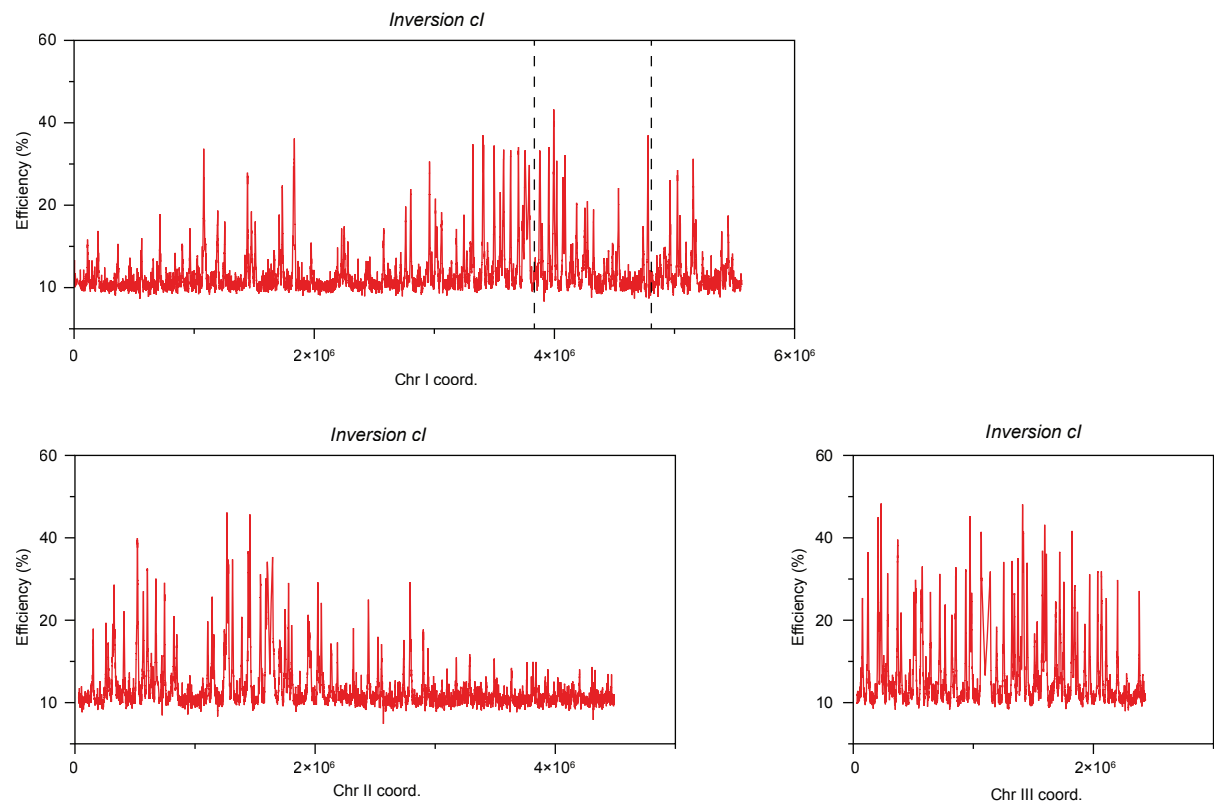 Inversion cI
60
40
20
10
Efficiency (%)
0
2×10⁶
4×10⁶
6×10⁶
Chr I coord.
Inversion cI
60
40
20
10
Efficiency (%)
0
2×10⁶
4×10⁶
Chr II coord.
Inversion cI
60
40
20
10
Efficiency (%)
0
2×10⁶
Chr III coord.